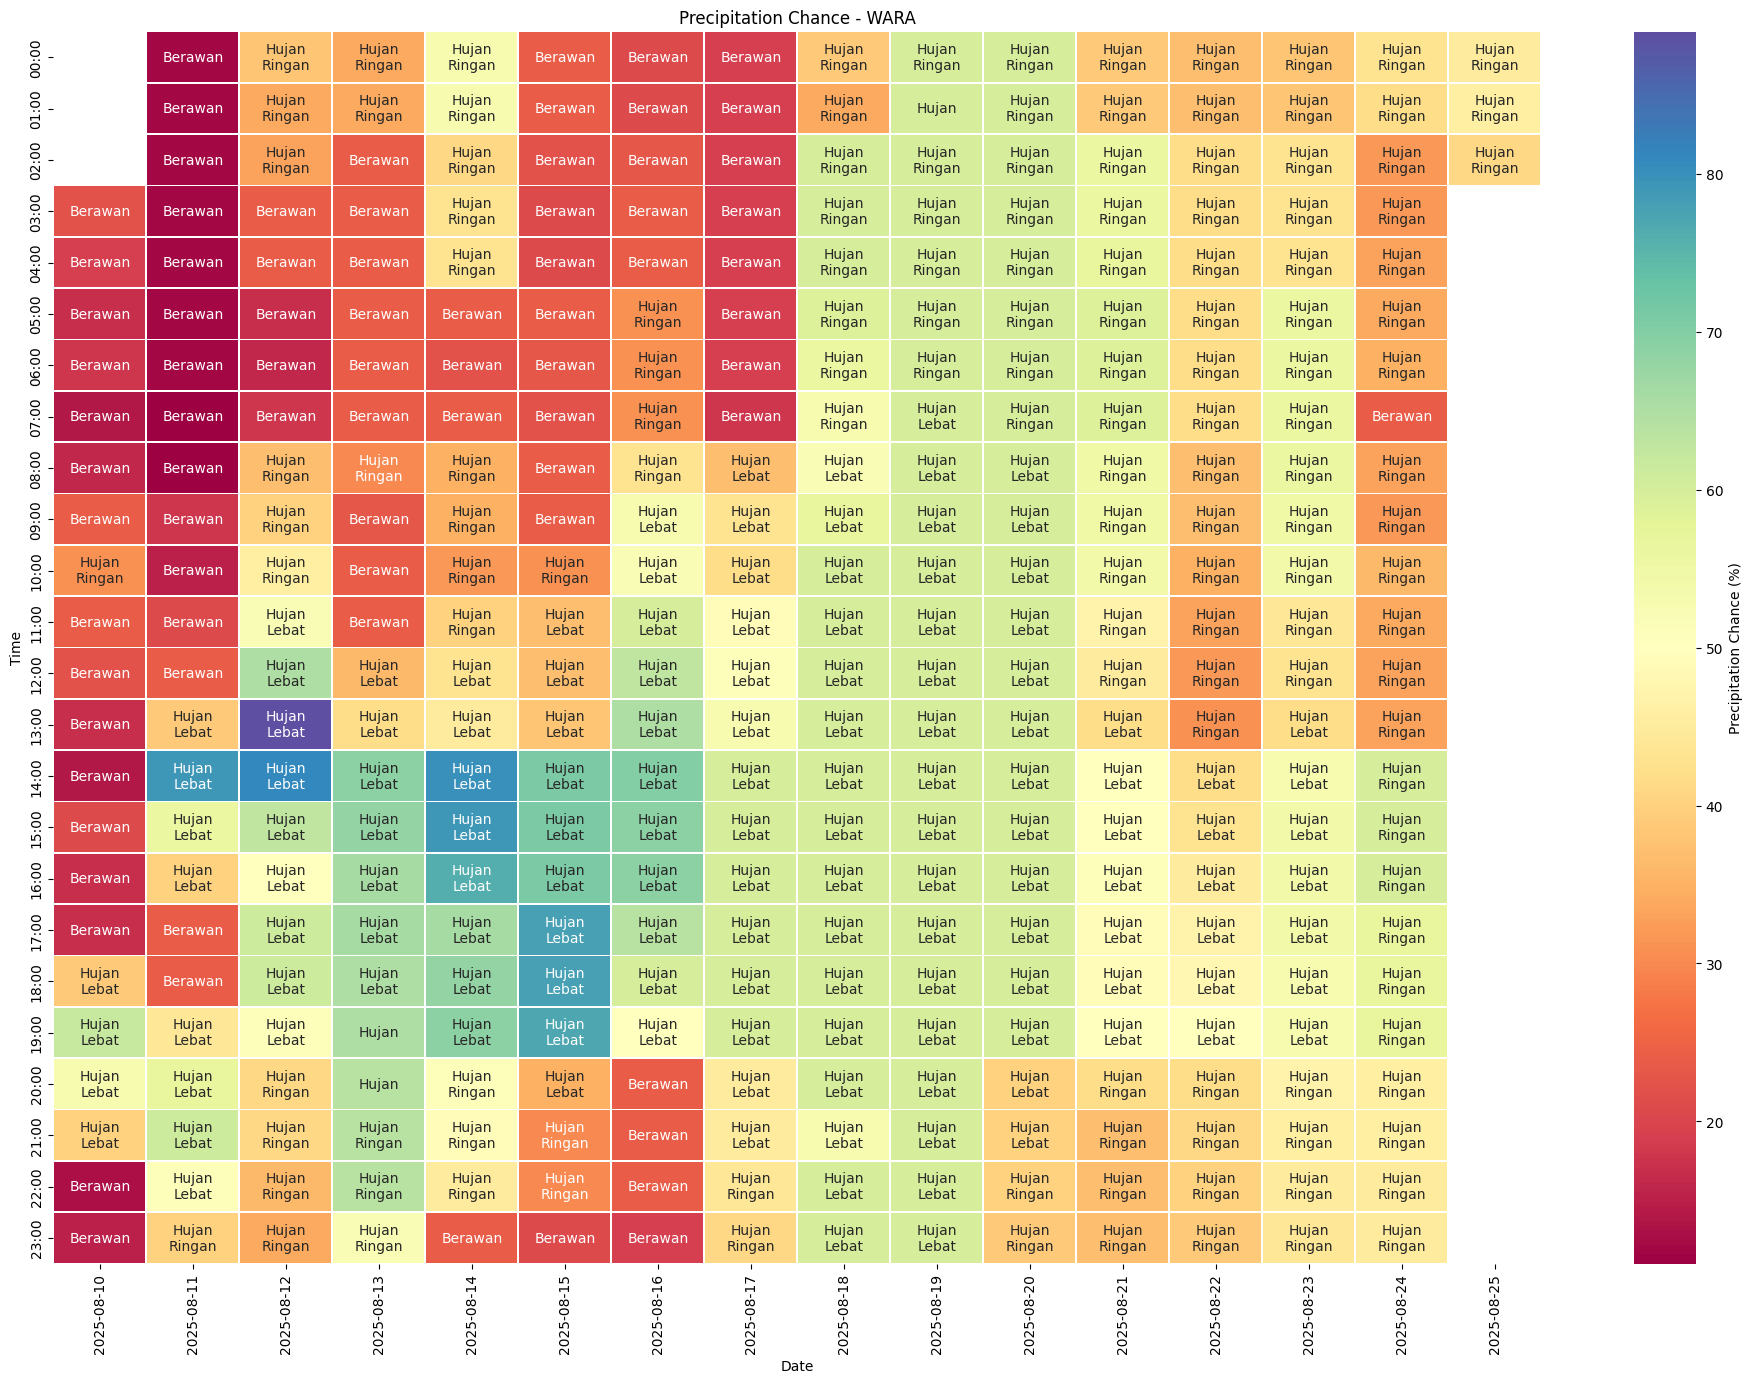 Precipitation Chance - WARA
00:00 Berawan Hujan Ringan Hujan Ringan Hujan Ringan Berawan Berawan Berawan Hujan Ringan Hujan Ringan Hujan Ringan Hujan Ringan Hujan Ringan Hujan Ringan Hujan Ringan Hujan Ringan
01:00 Berawan Hujan Ringan Hujan Ringan Hujan Ringan Berawan Berawan Berawan Hujan Ringan Hujan Hujan Ringan Hujan Ringan Hujan Ringan Hujan Ringan Hujan Ringan Hujan Ringan
02:00 Berawan Hujan Ringan Berawan Hujan Ringan Berawan Berawan Berawan Hujan Ringan Hujan Ringan Hujan Ringan Hujan Ringan Hujan Ringan Hujan Ringan Hujan Ringan Hujan Ringan
03:00 Berawan Berawan Berawan Berawan Hujan Ringan Berawan Berawan Berawan Hujan Ringan Hujan Ringan Hujan Ringan Hujan Ringan Hujan Ringan Hujan Ringan Hujan Ringan
04:00 Berawan Berawan Berawan Berawan Hujan Ringan Berawan Berawan Berawan Hujan Ringan Hujan Ringan Hujan Ringan Hujan Ringan Hujan Ringan Hujan Ringan Hujan Ringan
05:00 Berawan Berawan Berawan Berawan Berawan Berawan Hujan Ringan Berawan Hujan Ringan Hujan Ringan Hujan Ringan Hujan Ringan Hujan Ringan Hujan Ringan Hujan Ringan
06:00 Berawan Berawan Berawan Berawan Berawan Berawan Hujan Ringan Berawan Hujan Ringan Hujan Ringan Hujan Ringan Hujan Ringan Hujan Ringan Hujan Ringan Hujan Ringan
07:00 Berawan Berawan Berawan Berawan Berawan Berawan Hujan Ringan Berawan Hujan Ringan Hujan Lebat Hujan Ringan Hujan Ringan Hujan Ringan Hujan Ringan Berawan
08:00 Berawan Berawan Hujan Ringan Hujan Ringan Hujan Ringan Berawan Hujan Ringan Hujan Lebat Hujan Lebat Hujan Lebat Hujan Lebat Hujan Ringan Hujan Ringan Hujan Ringan Hujan Ringan
09:00 Berawan Berawan Hujan Ringan Berawan Hujan Ringan Berawan Hujan Lebat Hujan Lebat Hujan Lebat Hujan Lebat Hujan Lebat Hujan Ringan Hujan Ringan Hujan Ringan Hujan Ringan
10:00 Hujan Ringan Berawan Hujan Ringan Berawan Hujan Ringan Hujan Ringan Hujan Lebat Hujan Lebat Hujan Lebat Hujan Lebat Hujan Lebat Hujan Ringan Hujan Ringan Hujan Ringan Hujan Ringan
11:00 Berawan Berawan Hujan Lebat Berawan Hujan Ringan Hujan Lebat Hujan Lebat Hujan Lebat Hujan Lebat Hujan Lebat Hujan Lebat Hujan Ringan Hujan Ringan Hujan Ringan Hujan Ringan
12:00 Berawan Berawan Hujan Lebat Hujan Lebat Hujan Lebat Hujan Lebat Hujan Lebat Hujan Lebat Hujan Lebat Hujan Lebat Hujan Lebat Hujan Ringan Hujan Ringan Hujan Ringan Hujan Ringan
13:00 Berawan Hujan Lebat Hujan Lebat Hujan Lebat Hujan Lebat Hujan Lebat Hujan Lebat Hujan Lebat Hujan Lebat Hujan Lebat Hujan Lebat Hujan Lebat Hujan Ringan Hujan Lebat Hujan Ringan
14:00 Berawan Hujan Lebat Hujan Lebat Hujan Lebat Hujan Lebat Hujan Lebat Hujan Lebat Hujan Lebat Hujan Lebat Hujan Lebat Hujan Lebat Hujan Lebat Hujan Lebat Hujan Lebat Hujan Ringan
15:00 Berawan Hujan Lebat Hujan Lebat Hujan Lebat Hujan Lebat Hujan Lebat Hujan Lebat Hujan Lebat Hujan Lebat Hujan Lebat Hujan Lebat Hujan Lebat Hujan Lebat Hujan Lebat Hujan Ringan
16:00 Berawan Hujan Lebat Hujan Lebat Hujan Lebat Hujan Lebat Hujan Lebat Hujan Lebat Hujan Lebat Hujan Lebat Hujan Lebat Hujan Lebat Hujan Lebat Hujan Lebat Hujan Lebat Hujan Ringan
17:00 Berawan Berawan Hujan Lebat Hujan Lebat Hujan Lebat Hujan Lebat Hujan Lebat Hujan Lebat Hujan Lebat Hujan Lebat Hujan Lebat Hujan Lebat Hujan Lebat Hujan Lebat Hujan Ringan
18:00 Hujan Lebat Berawan Hujan Lebat Hujan Lebat Hujan Lebat Hujan Lebat Hujan Lebat Hujan Lebat Hujan Lebat Hujan Lebat Hujan Lebat Hujan Lebat Hujan Lebat Hujan Lebat Hujan Ringan
19:00 Hujan Lebat Hujan Lebat Hujan Lebat Hujan Hujan Lebat Hujan Lebat Hujan Lebat Hujan Lebat Hujan Lebat Hujan Lebat Hujan Lebat Hujan Lebat Hujan Lebat Hujan Lebat Hujan Ringan
20:00 Hujan Lebat Hujan Lebat Hujan Ringan Hujan Hujan Ringan Hujan Lebat Berawan Hujan Lebat Hujan Lebat Hujan Lebat Hujan Lebat Hujan Ringan Hujan Ringan Hujan Ringan Hujan Ringan
21:00 Hujan Lebat Hujan Lebat Hujan Ringan Hujan Ringan Hujan Ringan Hujan Ringan Berawan Hujan Lebat Hujan Lebat Hujan Lebat Hujan Lebat Hujan Ringan Hujan Ringan Hujan Ringan Hujan Ringan
22:00 Berawan Hujan Lebat Hujan Ringan Hujan Ringan Hujan Ringan Hujan Ringan Berawan Hujan Ringan Hujan Lebat Hujan Lebat Hujan Ringan Hujan Ringan Hujan Ringan Hujan Ringan Hujan Ringan
23:00 Berawan Hujan Ringan Hujan Ringan Hujan Ringan Berawan Berawan Berawan Hujan Ringan Hujan Lebat Hujan Lebat Hujan Ringan Hujan Ringan Hujan Ringan Hujan Ringan Hujan Ringan
Time
2025-08-10 2025-08-11 2025-08-12 2025-08-13 2025-08-14 2025-08-15 2025-08-16 2025-08-17 2025-08-18 2025-08-19 2025-08-20 2025-08-21 2025-08-22 2025-08-23 2025-08-24 2025-08-25
Date
80
70
60
50
40
30
20
Precipitation Chance (%)